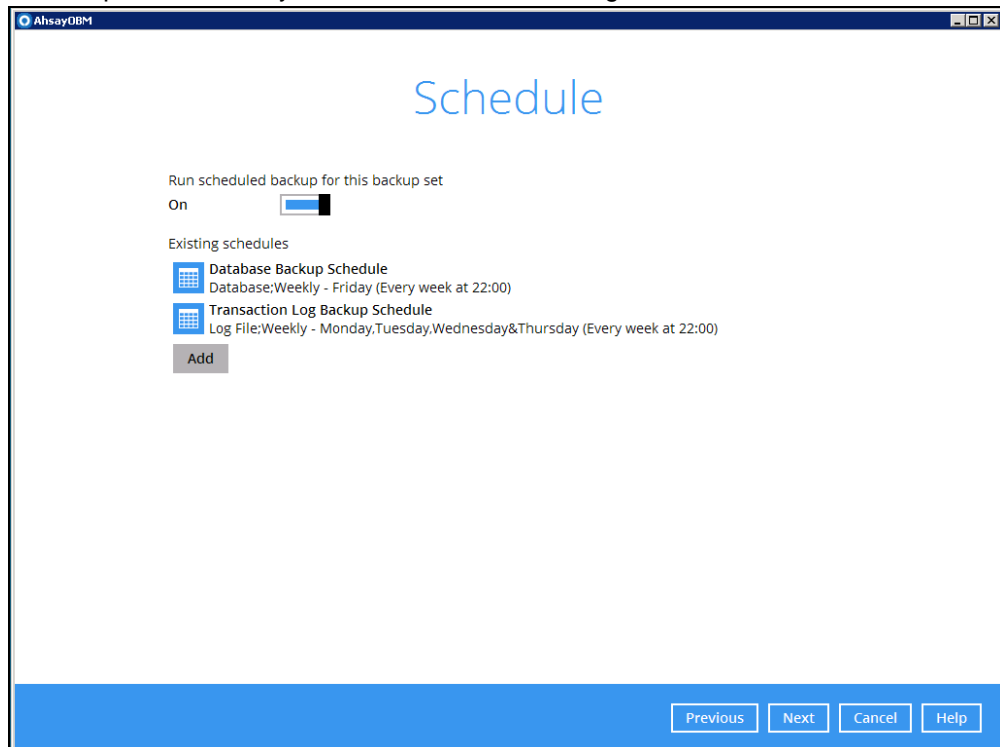 AhsayOBM
Schedule
Run scheduled backup for this backup set
On
Existing schedules
Database Backup Schedule
Database;Weekly - Friday (Every week at 22:00)
Transaction Log Backup Schedule
Log File;Weekly - Monday,Tuesday,Wednesday&Thursday (Every week at 22:00)
Add
Previous Next Cancel Help